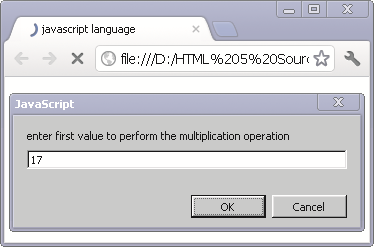 javascript language
file:///D:/HTML%205%20Sourc
JavaScript
enter first value to perform the multiplication operation
17
OK
Cancel